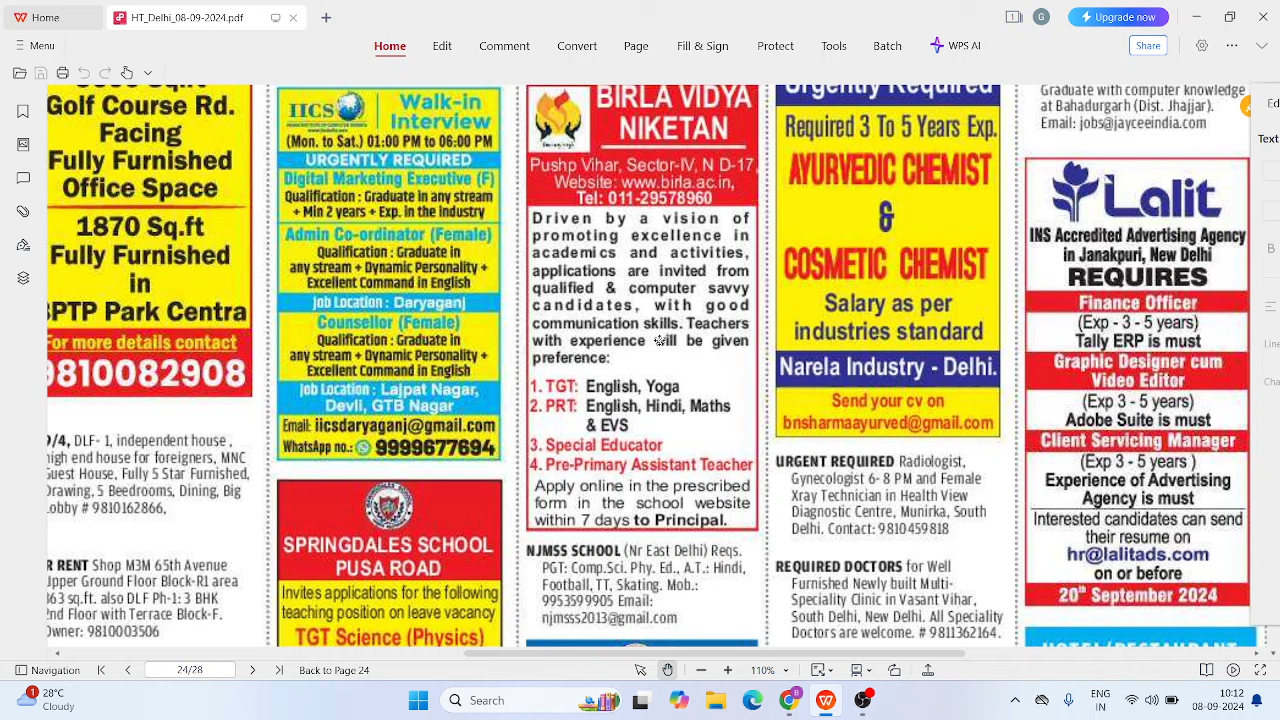 Home
HT_Delhi_08-09-2024.pdf
G
Upgrade now
Menu
Home
Edit
Comment
Convert
Page
Fill & Sign
Protect
Tools
Batch
WPS AI
Share
Golf Course Rd.
Facing
Fully Furnished
Office Space
1870 Sq.ft
Fully Furnished
in
BPTP Park Centra
For more details contact
9810082908
9/4, DLF- 1, independent house ,
high end house for foreigners, MNC
Guest House, Fully 5 Star Furnished,
Drawing, 5 Beedrooms, Dining, Big
Lobby # 9810162866,
R RENT Shop M3M 65th Avenue
Upper Ground Floor Block-R1 area
363 sq.ft. also DLF Ph-1: 3 BHK
2nd Floor with Terrace Block-F.
Owner: 9810003506
IICS
Walk-in
Interview
(Mon. to Sat.) 01:00 PM to 06:00 PM
URGENTLY REQUIRED
Digital Marketing Executive (F)
Qualification : Graduate in any stream
+ Min 2 years + Exp. in the Industry
Admin Co-ordinator (Female)
Qualification : Graduate in
any stream + Dynamic Personality +
Excellent Command in English
Job Location : Daryaganj
Counsellor (Female)
Qualification : Graduate in
any stream + Dynamic Personality +
Excellent Command in English
Job Location : Lajpat Nagar,
Devli, GTB Nagar
Email: iicsdaryaganj@gmail.com
WhatsApp no.: 9999677694
SPRINGDALES SCHOOL
PUSA ROAD
Invites applications for the following
teaching position on leave vacancy
TGT Science (Physics)
BIRLA VIDYA
NIKETAN
Pushp Vihar, Sector-IV, N D-17,
Website: www.birla.ac.in,
Tel: 011-29578960
Driven by a vision of
promoting excellence in
academics and activities,
applications are invited from
qualified & computer savvy
candidates, with good
communication skills. Teachers
with experience will be given
preference:
1. TGT: English, Yoga
2. PRT: English, Hindi, Maths
& EVS
3. Special Educator
4. Pre-Primary Assistant Teacher
Apply online in the prescribed
form in the school website
within 7 days to Principal.
NJMSS SCHOOL (Nr East Delhi) Reqs.
PGT: Comp.Sci. Phy. Ed., A.T.: Hindi,
Football, TT, Skating. Mob.:
9953599905 Email:
njmsss2013@gmail.com
Urgently Required
Required 3 To 5 Years Exp.
AYURVEDIC CHEMIST
&
COSMETIC CHEMIST
Salary as per
industries standard
Narela Industry - Delhi.
Send your cv on
bnsharmaayurved@gmail.com
URGENT REQUIRED Radiologist,
Gynecologist 6- 8 PM and Female
Xray Technician in Health View
Diagnostic Centre, Munirka, South
Delhi. Contact: 9810459818
REQUIRED DOCTORS for Well
Furnished Newly built Multi-
Speciality Clinic in Vasant Vihar,
South Delhi, New Delhi. All Speciality
Doctors are welcome. # 9811362164.
Graduate with computer knowledge
at Bahadurgarh (Dist. Jhajjar).
Email: jobs@jayceeindia.com
Lalit
INS Accredited Advertising Agency
in Janakpuri, New Delhi
REQUIRES
Finance Officer
(Exp - 3 - 5 years)
Tally ERP is must
Graphic Designer cum
Video Editor
(Exp - 3 - 5 years)
Adobe Suite is must
Client Servicing Manager
(Exp 3 - 5 years )
Experience of Advertising
Agency is must
Interested candidates can send
their resume on
hr@lalitads.com
on or before
20th September 2024
Text
Navigation
24/28
Back to Page 24
110%
1
28°C
Cloudy
Search
ENG
IN
10:12
08-09-2024